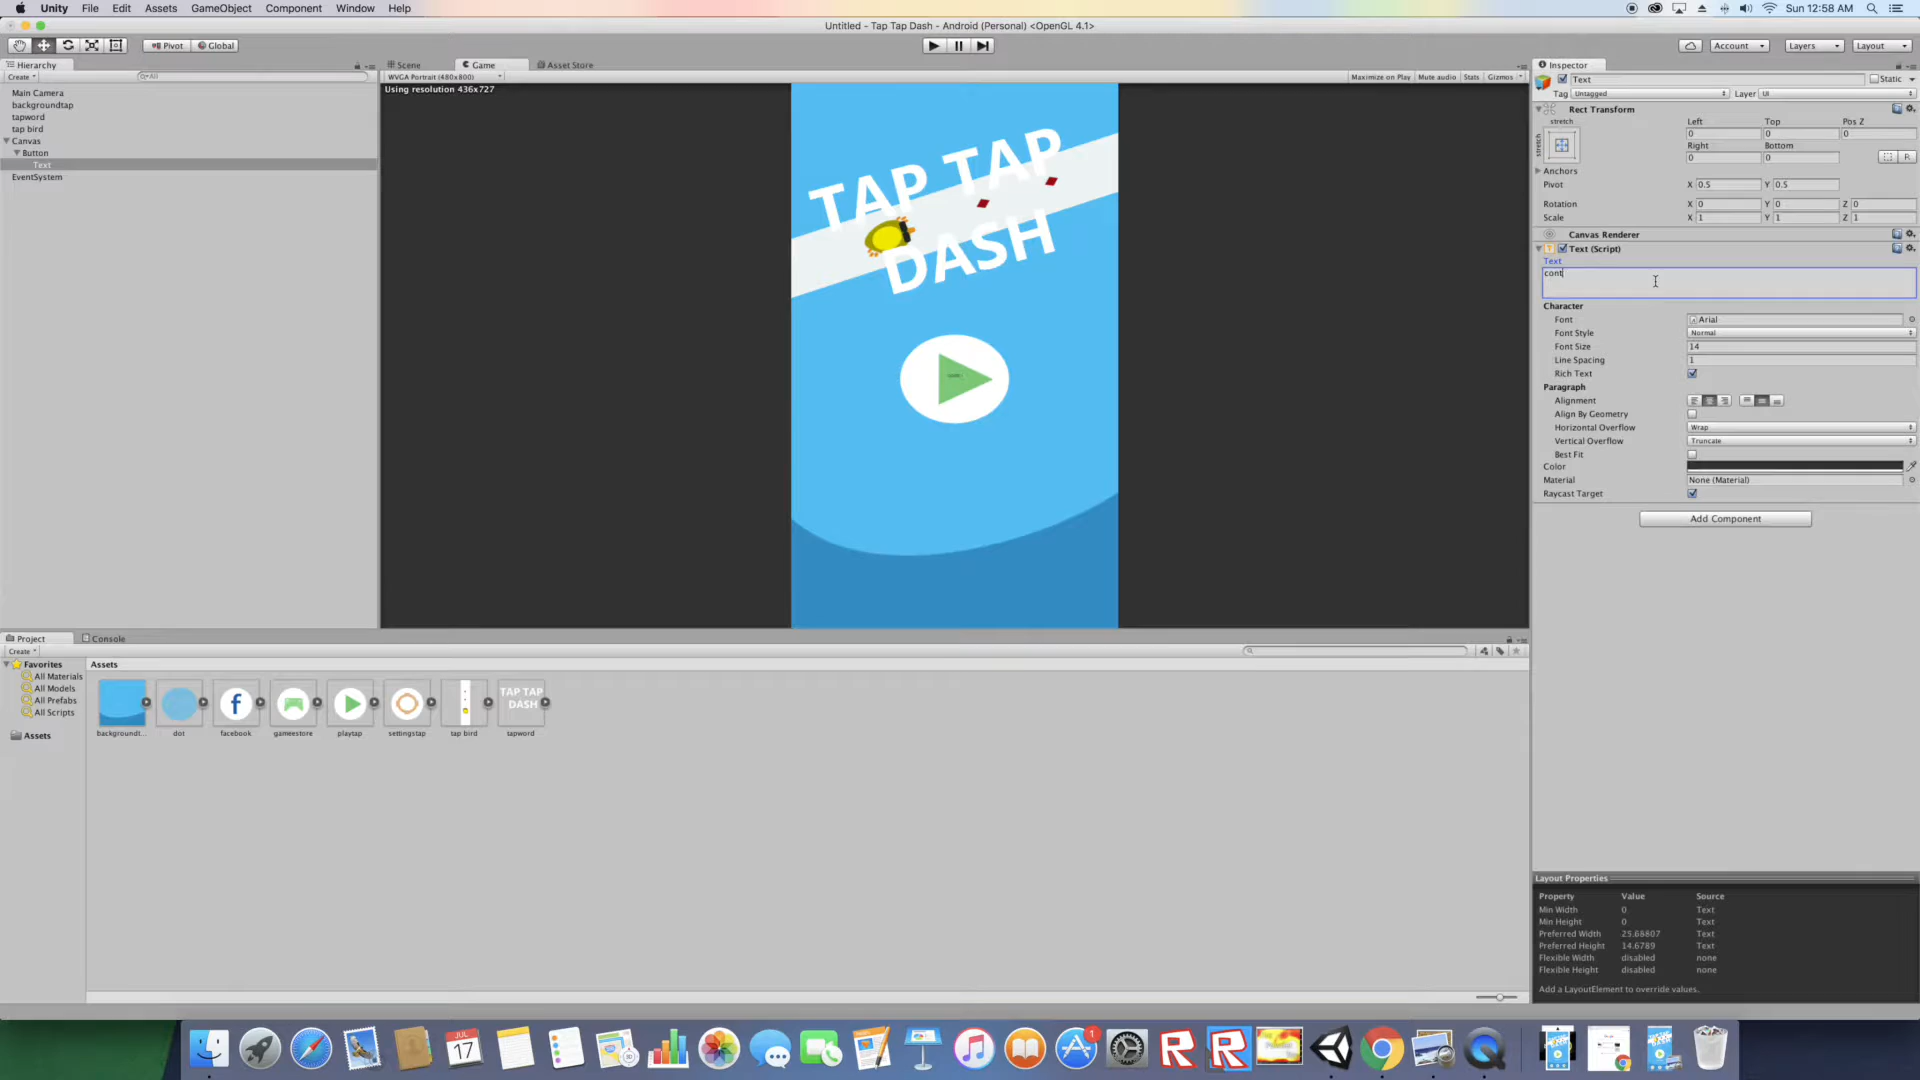 Unity File Edit Assets GameObject Component Window Help
Sun 12:58 AM
Untitled - Tap Tap Dash - Android (Personal) <OpenGL 4.1>
Pivot Global
Account Layers Layout
Hierarchy
Create All
Main Camera
backgroundtap
tapword
tap bird
Canvas
Button
Text
EventSystem
Scene Game Asset Store
WVGA Portrait (480x800)
Maximize on Play Mute audio Stats Gizmos
Using resolution 436x727
TAP TAP
DASH
Inspector
Text Static
Tag Untagged Layer UI
Rect Transform
stretch
stretch
Left Top Pos Z
0 0 0
Right Bottom
0 0
R
Anchors
Pivot X 0.5 Y 0.5
Rotation X 0 Y 0 Z 0
Scale X 1 Y 1 Z 1
Canvas Renderer
Text (Script)
Text
cont
Character
Font Arial
Font Style Normal
Font Size 14
Line Spacing 1
Rich Text
Paragraph
Alignment
Align By Geometry
Horizontal Overflow Wrap
Vertical Overflow Truncate
Best Fit
Color
Material None (Material)
Raycast Target
Add Component
Project Console
Create
Favorites
All Materials
All Models
All Prefabs
All Scripts
Assets
Assets
TAP TAP
DASH
backgroundt... dot facebook gamestore playtap settingstap tap bird tapword
Layout Properties
Property Value Source
Min Width 0 Text
Min Height 0 Text
Preferred Width 25.68807 Text
Preferred Height 14.6789 Text
Flexible Width disabled none
Flexible Height disabled none
Add a LayoutElement to override values.
JUL
17
1